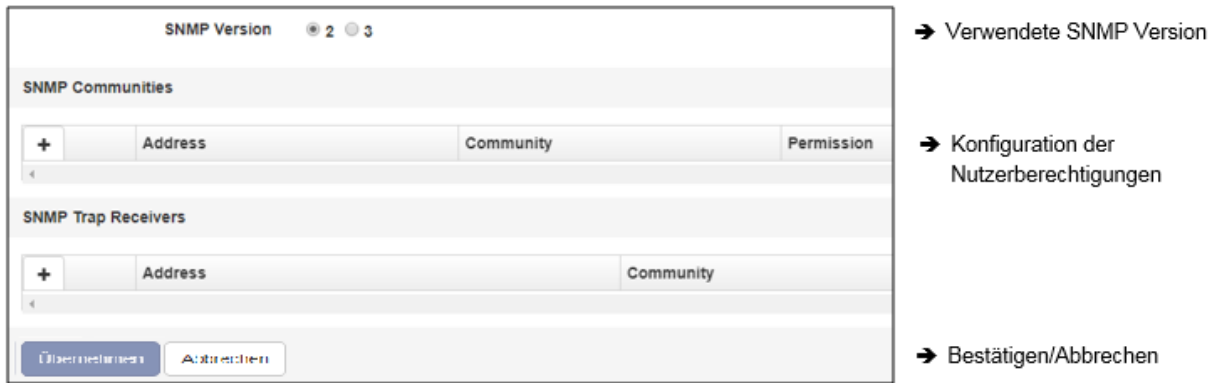 SNMP Version 2 3
➔ Verwendete SNMP Version
SNMP Communities
+ Address Community Permission
➔ Konfiguration der
Nutzerberechtigungen
SNMP Trap Receivers
+ Address Community
Übernehmen Abbrechen
➔ Bestätigen/Abbrechen